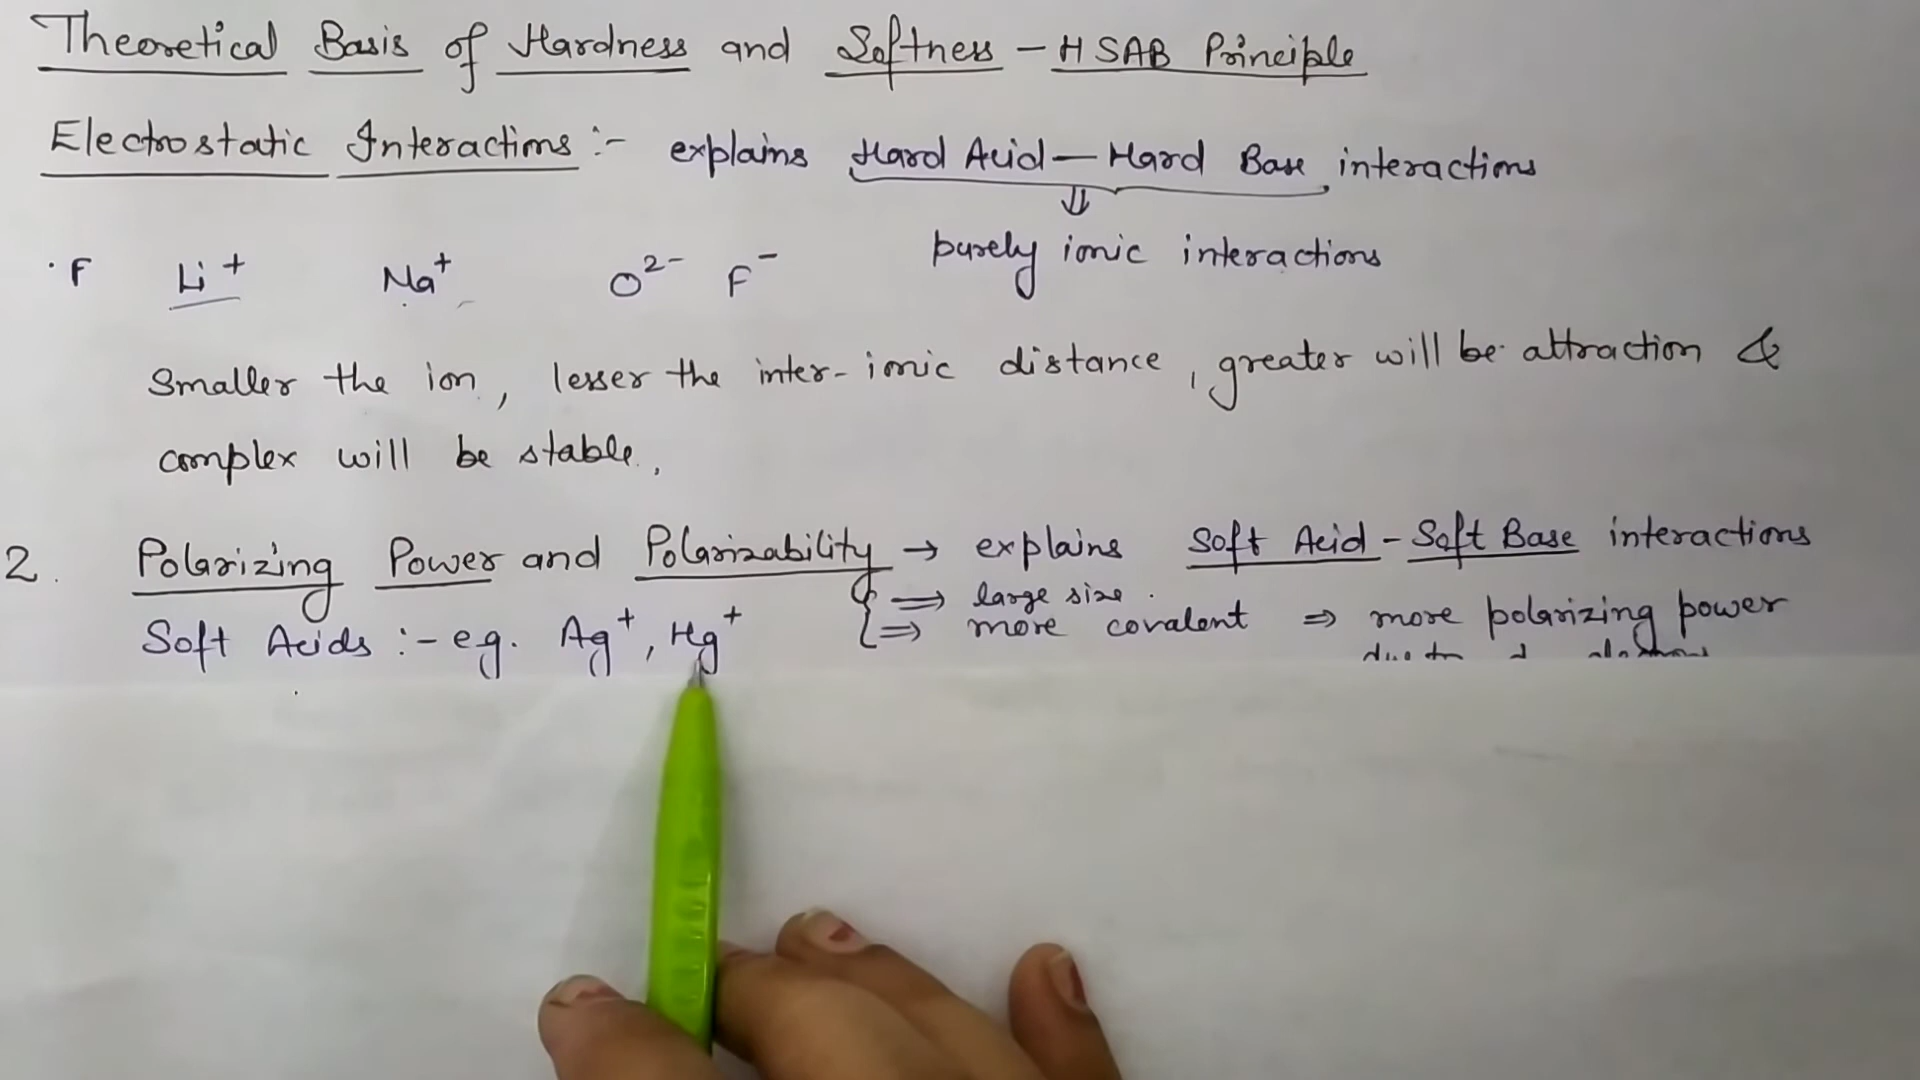 Theoretical Basis of Hardness and Softness - HSAB Principle
Electrostatic Interactions :- explains Hard Acid - Hard Base interactions
⇓
purely ionic interactions
· F Li⁺ Na⁺ O²⁻ F⁻
Smaller the ion, lesser the inter-ionic distance, greater will be attraction &
complex will be stable.
2. Polarizing Power and Polarizability → explains Soft Acid - Soft Base interactions
⇒ large size.
Soft Acids :- eg. Ag⁺, Hg⁺ ⇒ more covalent ⇒ more polarizing power
due to d